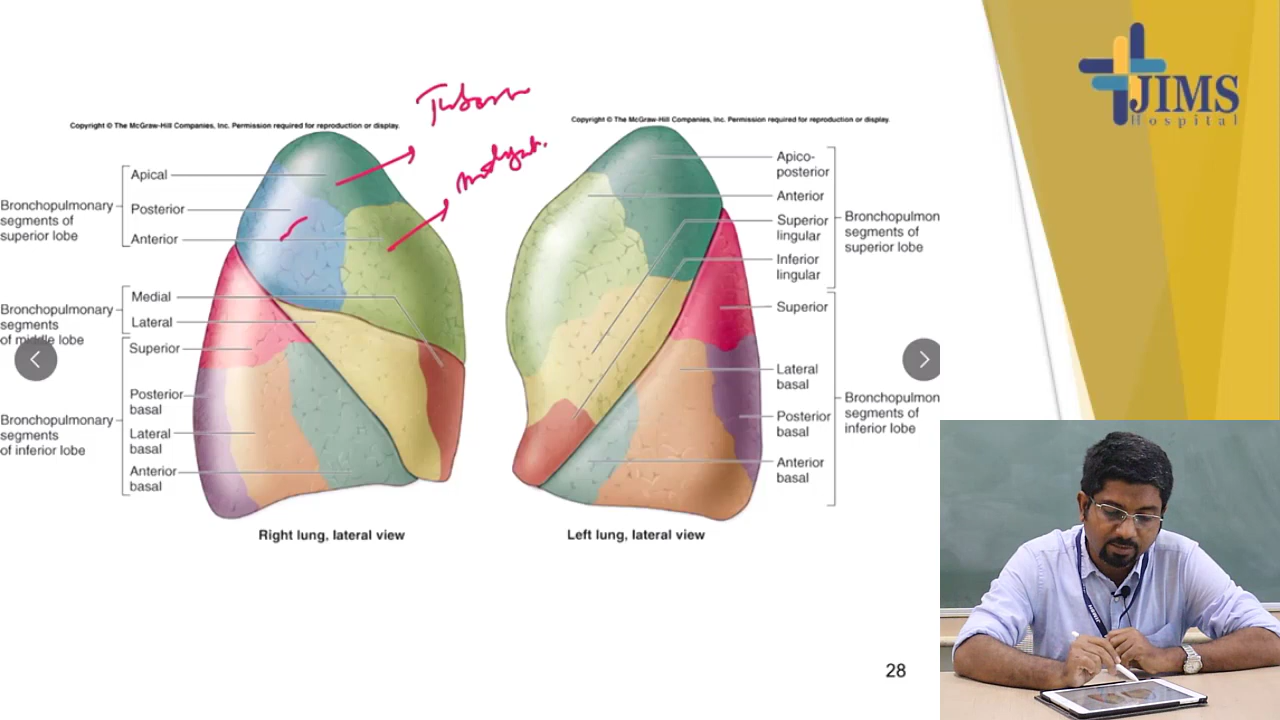 JIMS
Hospital
Copyright © The McGraw-Hill Companies, Inc. Permission required for reproduction or display.
Copyright © The McGraw-Hill Companies, Inc. Permission required for reproduction or display.
Bronchopulmonary
segments of
superior lobe
Apical
Posterior
Anterior
Bronchopulmonary
segments
of middle lobe
Medial
Lateral
Bronchopulmonary
segments
of inferior lobe
Superior
Posterior
basal
Lateral
basal
Anterior
basal
Right lung, lateral view
Apico-
posterior
Anterior
Superior
lingular
Inferior
lingular
Bronchopulmon
segments of
superior lobe
Superior
Lateral
basal
Posterior
basal
Anterior
basal
Bronchopulmon
segments of
inferior lobe
Left lung, lateral view
28